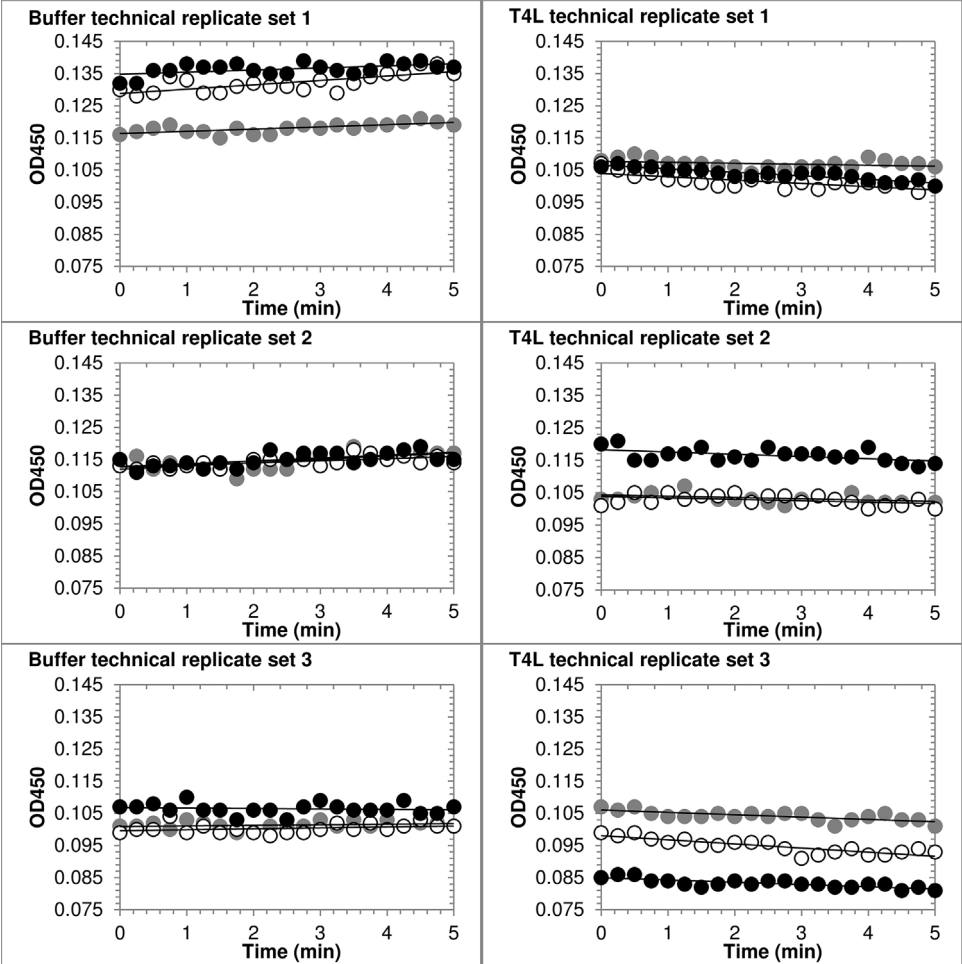 Buffer technical replicate set 1
0.145
0.135
0.125
0.115
0.105
0.095
0.085
0.075
OD450
0 1 2 3 4 5
Time (min)
T4L technical replicate set 1
0.145
0.135
0.125
0.115
0.105
0.095
0.085
0.075
OD450
0 1 2 3 4 5
Time (min)
Buffer technical replicate set 2
0.145
0.135
0.125
0.115
0.105
0.095
0.085
0.075
OD450
0 1 2 3 4 5
Time (min)
T4L technical replicate set 2
0.145
0.135
0.125
0.115
0.105
0.095
0.085
0.075
OD450
0 1 2 3 4 5
Time (min)
Buffer technical replicate set 3
0.145
0.135
0.125
0.115
0.105
0.095
0.085
0.075
OD450
0 1 2 3 4 5
Time (min)
T4L technical replicate set 3
0.145
0.135
0.125
0.115
0.105
0.095
0.085
0.075
OD450
0 1 2 3 4 5
Time (min)